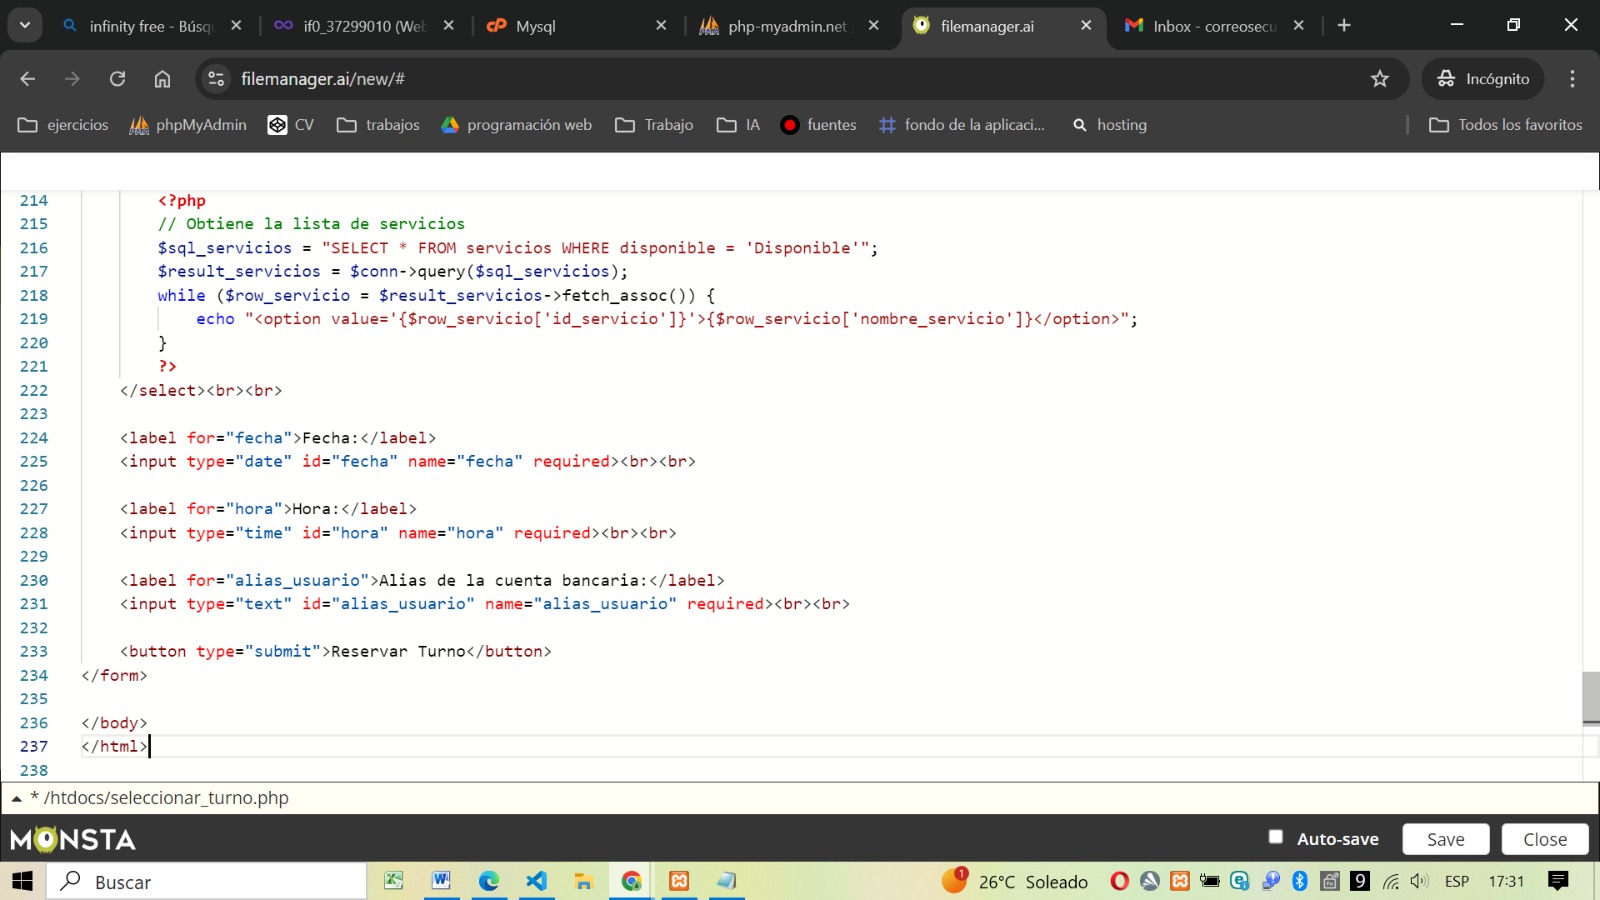 infinity free - Búsq
if0_37299010 (Web
Mysql
php-myadmin.net
filemanager.ai
Inbox - correosecu
filemanager.ai/new/#
Incógnito
ejercicios
phpMyAdmin
CV
trabajos
programación web
Trabajo
IA
fuentes
fondo de la aplicaci...
hosting
Todos los favoritos
214 <?php
215 // Obtiene la lista de servicios
216 $sql_servicios = "SELECT * FROM servicios WHERE disponible = 'Disponible'";
217 $result_servicios = $conn->query($sql_servicios);
218 while ($row_servicio = $result_servicios->fetch_assoc()) {
219 echo "<option value='{$row_servicio['id_servicio']}'>{$row_servicio['nombre_servicio']}</option>";
220 }
221 ?>
222 </select><br><br>
223
224 <label for="fecha">Fecha:</label>
225 <input type="date" id="fecha" name="fecha" required><br><br>
226
227 <label for="hora">Hora:</label>
228 <input type="time" id="hora" name="hora" required><br><br>
229
230 <label for="alias_usuario">Alias de la cuenta bancaria:</label>
231 <input type="text" id="alias_usuario" name="alias_usuario" required><br><br>
232
233 <button type="submit">Reservar Turno</button>
234 </form>
235
236 </body>
237 </html>
238
* /htdocs/seleccionar_turno.php
MONSTA
Auto-save
Save
Close
Buscar
1
26°C Soleado
9
ESP
17:31